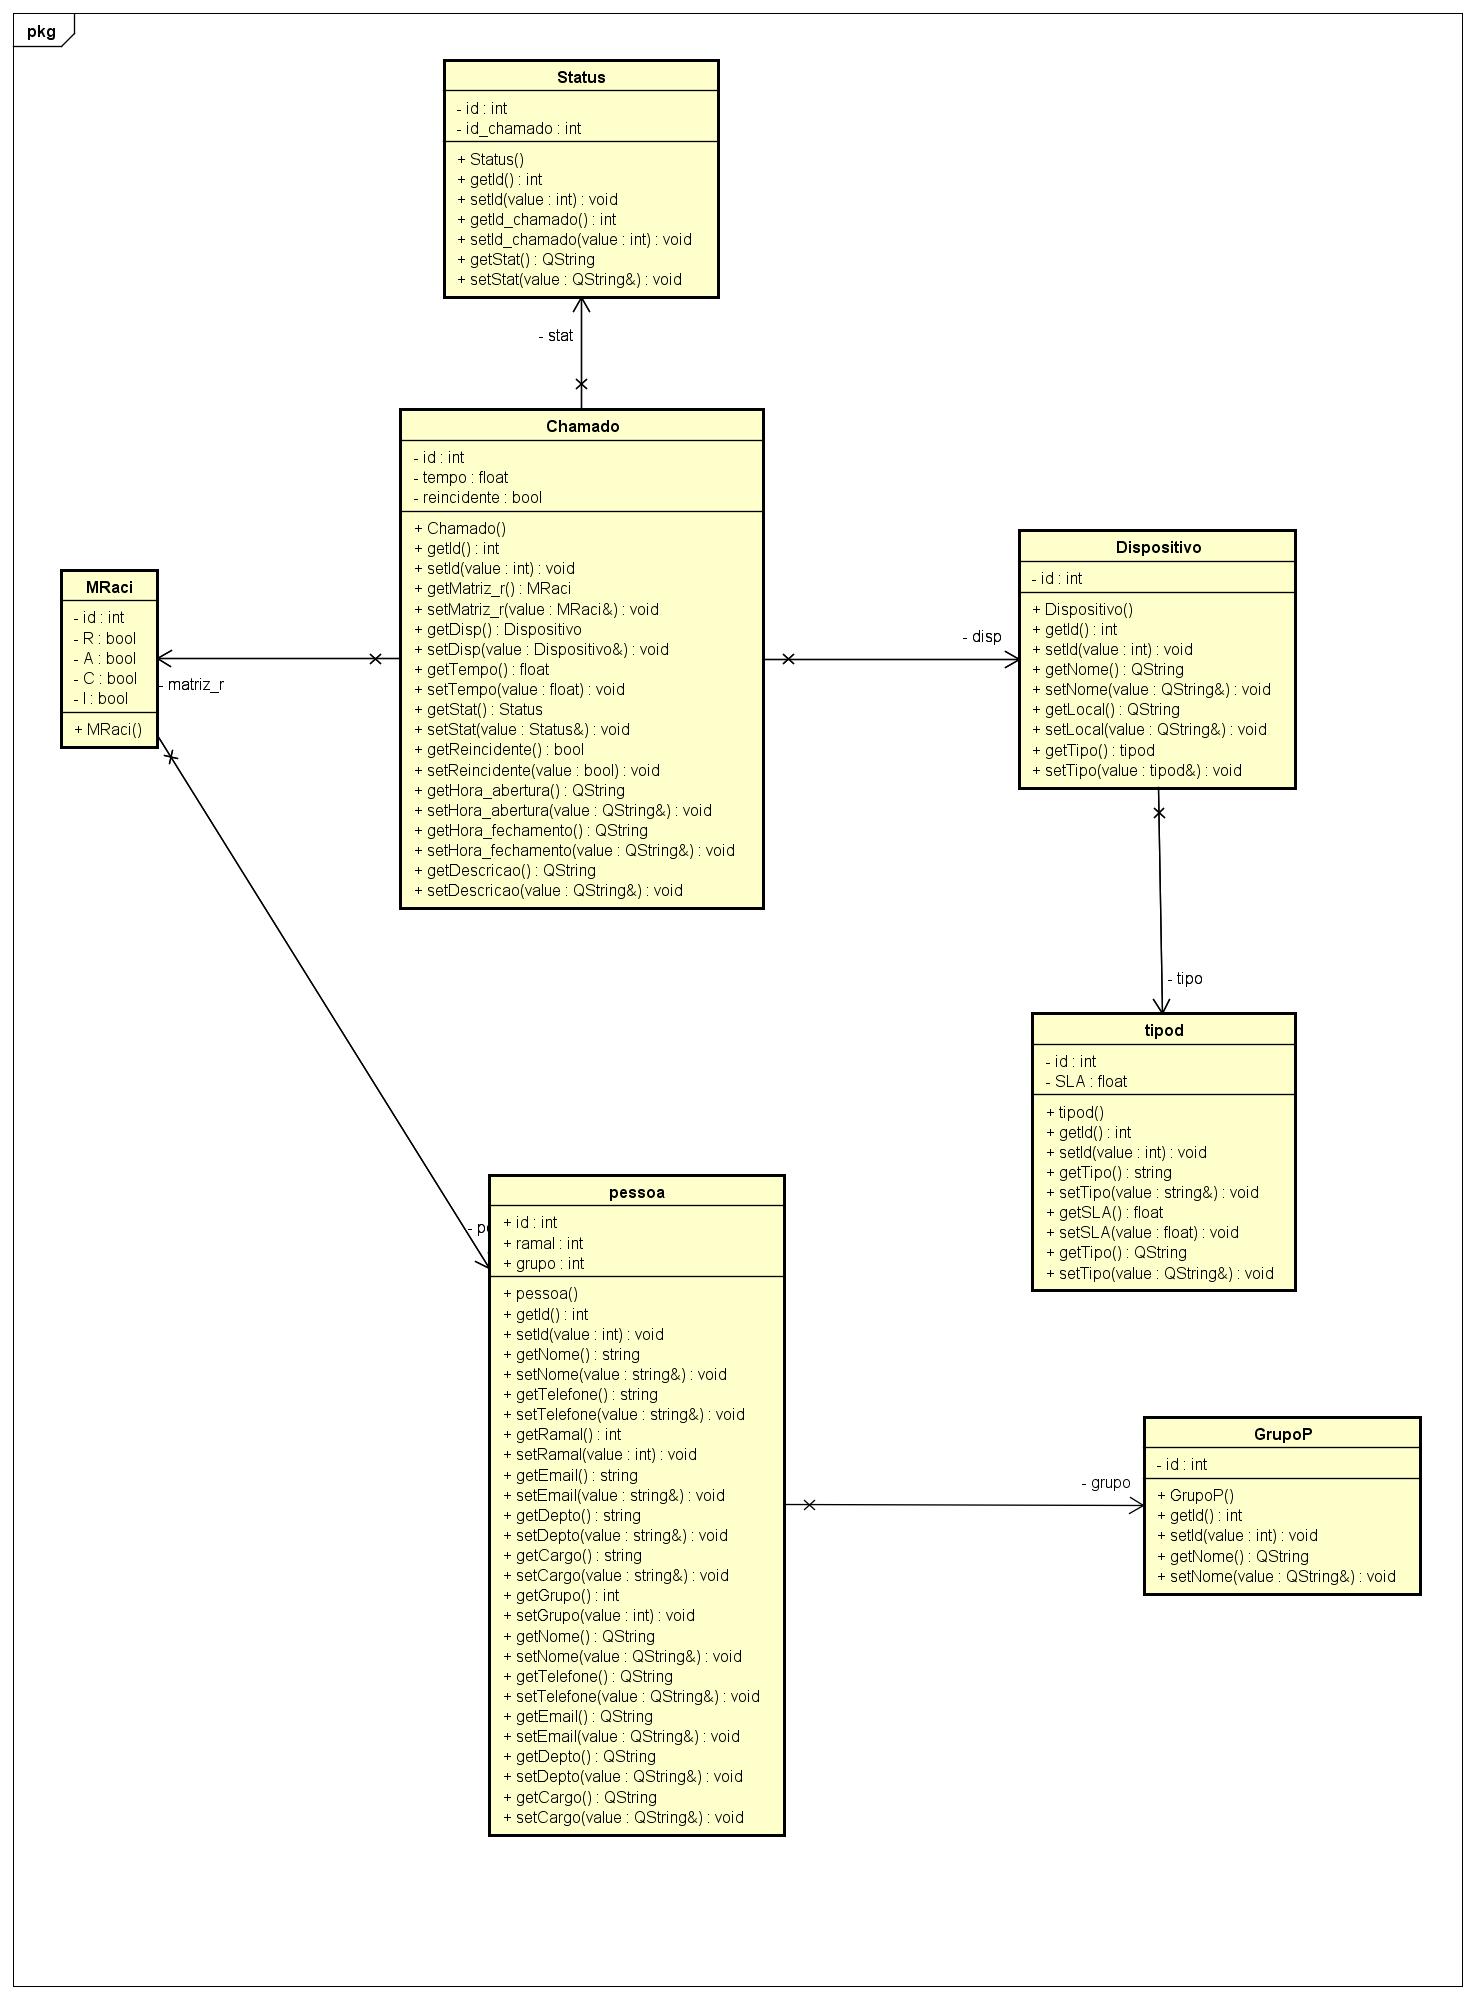 pkg
Status
- id : int
- id_chamado : int
+ Status()
+ getId() : int
+ setId(value : int) : void
+ getId_chamado() : int
+ setId_chamado(value : int) : void
+ getStat() : QString
+ setStat(value : QString&) : void
- stat
Chamado
- id : int
- tempo : float
- reincidente : bool
+ Chamado()
+ getId() : int
+ setId(value : int) : void
+ getMatriz_r() : MRaci
+ setMatriz_r(value : MRaci&) : void
+ getDisp() : Dispositivo
+ setDisp(value : Dispositivo&) : void
+ getTempo() : float
+ setTempo(value : float) : void
+ getStat() : Status
+ setStat(value : Status&) : void
+ getReincidente() : bool
+ setReincidente(value : bool) : void
+ getHora_abertura() : QString
+ setHora_abertura(value : QString&) : void
+ getHora_fechamento() : QString
+ setHora_fechamento(value : QString&) : void
+ getDescricao() : QString
+ setDescricao(value : QString&) : void
MRaci
- id : int
- R : bool
- A : bool
- C : bool
- I : bool
+ MRaci()
- matriz_r
- disp
Dispositivo
- id : int
+ Dispositivo()
+ getId() : int
+ setId(value : int) : void
+ getNome() : QString
+ setNome(value : QString&) : void
+ getLocal() : QString
+ setLocal(value : QString&) : void
+ getTipo() : tipod
+ setTipo(value : tipod&) : void
- tipo
tipod
- id : int
- SLA : float
+ tipod()
+ getId() : int
+ setId(value : int) : void
+ getTipo() : string
+ setTipo(value : string&) : void
+ getSLA() : float
+ setSLA(value : float) : void
+ getTipo() : QString
+ setTipo(value : QString&) : void
pessoa
+ id : int
+ ramal : int
+ grupo : int
+ pessoa()
+ getId() : int
+ setId(value : int) : void
+ getNome() : string
+ setNome(value : string&) : void
+ getTelefone() : string
+ setTelefone(value : string&) : void
+ getRamal() : int
+ setRamal(value : int) : void
+ getEmail() : string
+ setEmail(value : string&) : void
+ getDepto() : string
+ setDepto(value : string&) : void
+ getCargo() : string
+ setCargo(value : string&) : void
+ getGrupo() : int
+ setGrupo(value : int) : void
+ getNome() : QString
+ setNome(value : QString&) : void
+ getTelefone() : QString
+ setTelefone(value : QString&) : void
+ getEmail() : QString
+ setEmail(value : QString&) : void
+ getDepto() : QString
+ setDepto(value : QString&) : void
+ getCargo() : QString
+ setCargo(value : QString&) : void
- grupo
GrupoP
- id : int
+ GrupoP()
+ getId() : int
+ setId(value : int) : void
+ getNome() : QString
+ setNome(value : QString&) : void